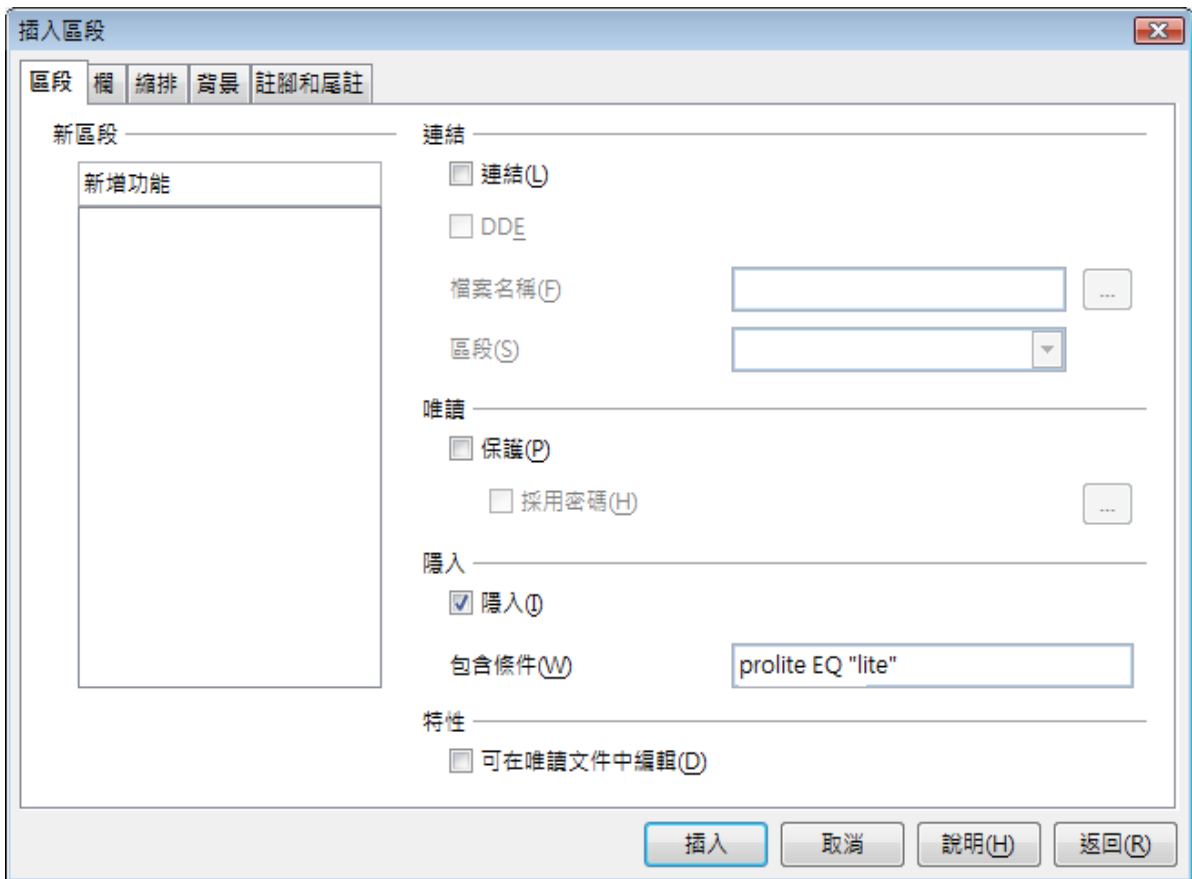 插入區段
區段 欄 縮排 背景 註腳和尾註
新區段
新增功能
連結
連結(L)
DDE
檔案名稱(F)
...
區段(S)
唯讀
保護(P)
採用密碼(H)
...
隱入
隱入(I)
包含條件(W)
prolite EQ "lite"
特性
可在唯讀文件中編輯(D)
插入 取消 說明(H) 返回(R)